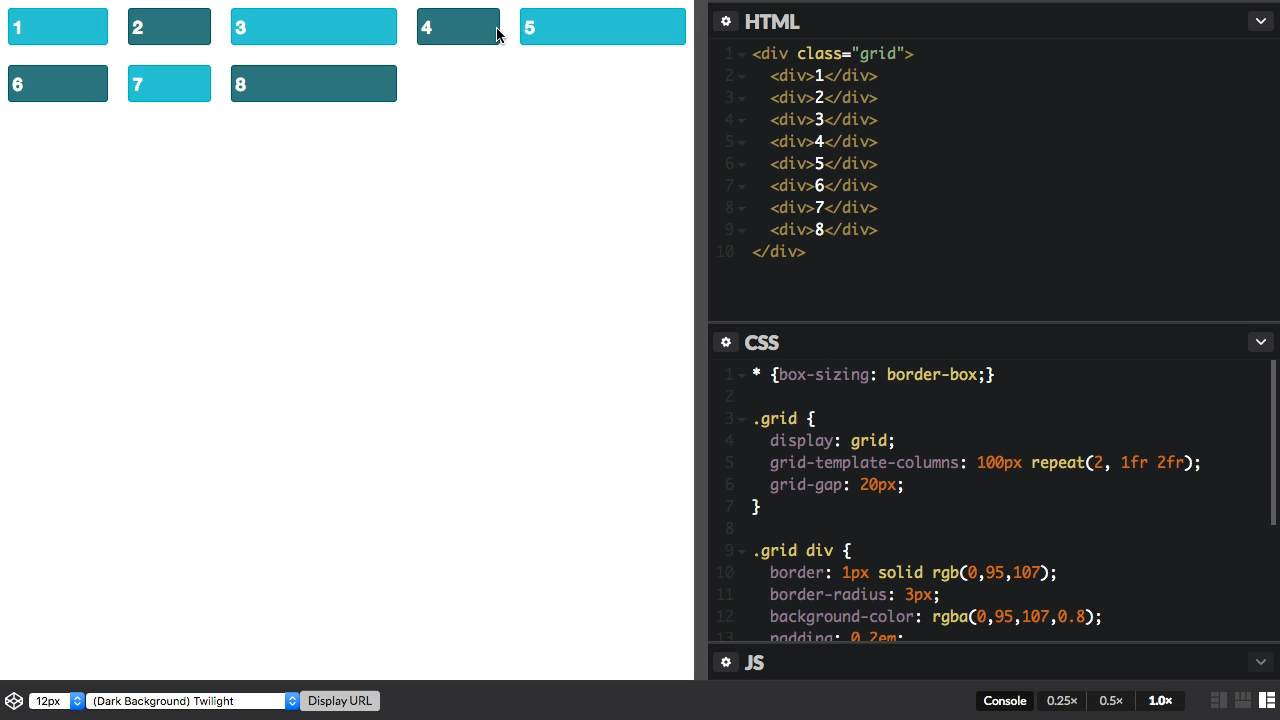 1 2 3 4 5
6 7 8
HTML
1 <div class="grid">
2 <div>1</div>
3 <div>2</div>
4 <div>3</div>
5 <div>4</div>
6 <div>5</div>
7 <div>6</div>
8 <div>7</div>
9 <div>8</div>
10 </div>
CSS
1 * {box-sizing: border-box;}
2
3 .grid {
4 display: grid;
5 grid-template-columns: 100px repeat(2, 1fr 2fr);
6 grid-gap: 20px;
7 }
8
9 .grid div {
10 border: 1px solid rgb(0,95,107);
11 border-radius: 3px;
12 background-color: rgba(0,95,107,0.8);
13 padding: 0.2em;
JS
12px (Dark Background) Twilight Display URL Console 0.25× 0.5× 1.0×